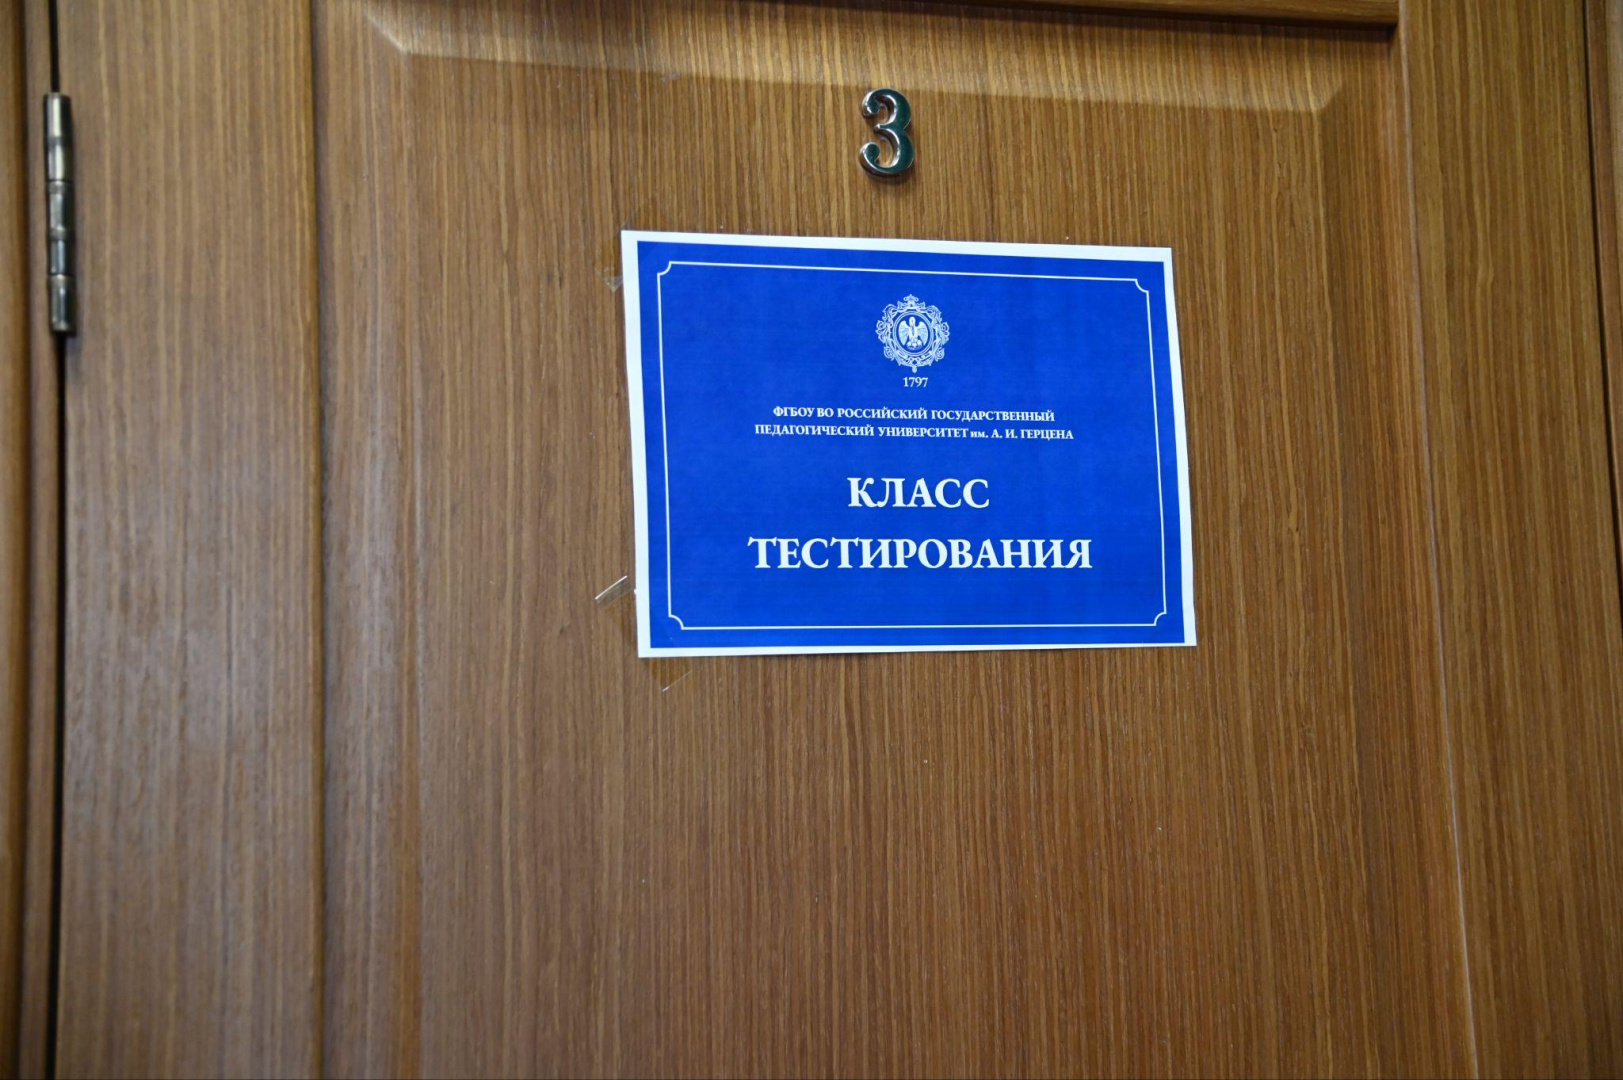 3
1797
ФГБОУ ВО РОССИЙСКИЙ ГОСУДАРСТВЕННЫЙ
ПЕДАГОГИЧЕСКИЙ УНИВЕРСИТЕТ им. А. И. ГЕРЦЕНА
КЛАСС
ТЕСТИРОВАНИЯ